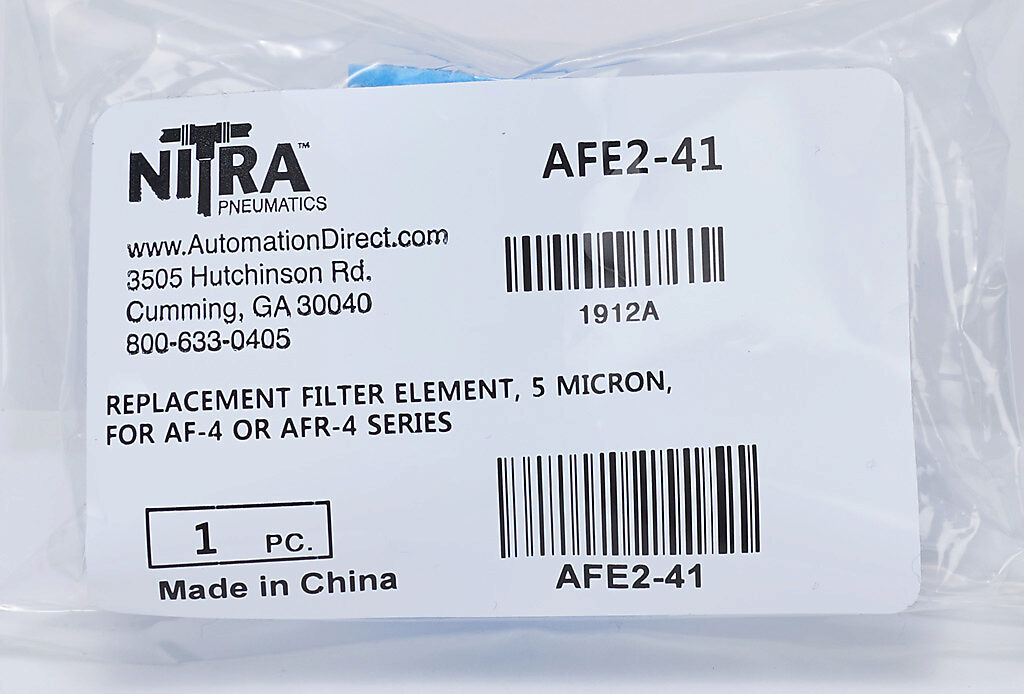 NITRA™
PNEUMATICS
www.AutomationDirect.com
3505 Hutchinson Rd.
Cumming, GA 30040
800-633-0405
AFE2-41
1912A
REPLACEMENT FILTER ELEMENT, 5 MICRON,
FOR AF-4 OR AFR-4 SERIES
1 PC.
Made in China
AFE2-41